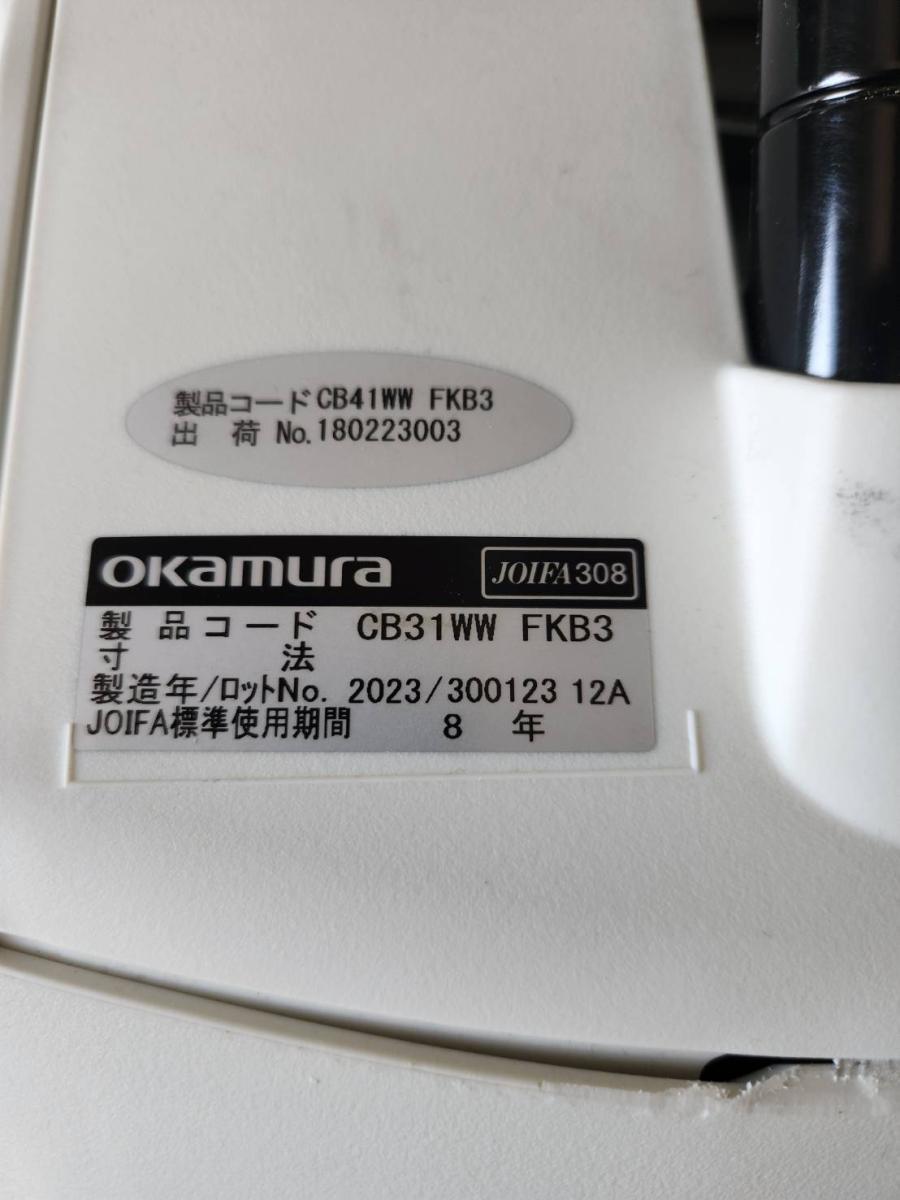 製品コード CB41WW FKB3
出 荷 No. 180223003
okamura JOIFA308
製品コード CB31WW FKB3
寸 法
製造年/ロットNo. 2023/300123 12A
JOIFA標準使用期間 8 年